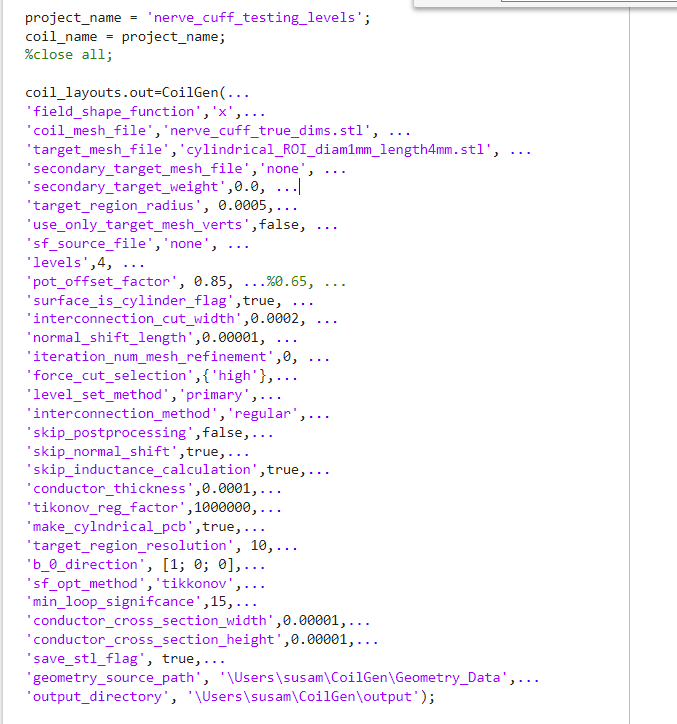 project_name = 'nerve_cuff_testing_levels';
coil_name = project_name;
%close all;
coil_layouts.out=CoilGen(...
'field_shape_function','x',...
'coil_mesh_file','nerve_cuff_true_dims.stl', ...
'target_mesh_file','cylindrical_ROI_diam1mm_length4mm.stl', ...
'secondary_target_mesh_file','none', ...
'secondary_target_weight',0.0, ...
'target_region_radius', 0.0005,...
'use_only_target_mesh_verts',false, ...
'sf_source_file','none', ...
'levels',4, ...
'pot_offset_factor', 0.85, ...%0.65, ...
'surface_is_cylinder_flag',true, ...
'interconnection_cut_width',0.0002, ...
'normal_shift_length',0.00001, ...
'iteration_num_mesh_refinement',0, ...
'force_cut_selection',{'high'},...
'level_set_method','primary',...
'interconnection_method','regular',...
'skip_postprocessing',false,...
'skip_normal_shift',true,...
'skip_inductance_calculation',true,...
'conductor_thickness',0.0001,...
'tikonov_reg_factor',1000000,...
'make_cylndrical_pcb',true,...
'target_region_resolution', 10,...
'b_0_direction', [1; 0; 0],...
'sf_opt_method','tikkonov',...
'min_loop_signifcance',15,...
'conductor_cross_section_width',0.00001,...
'conductor_cross_section_height',0.00001,...
'save_stl_flag', true,...
'geometry_source_path', '\Users\susam\CoilGen\Geometry_Data',...
'output_directory', '\Users\susam\CoilGen\output');